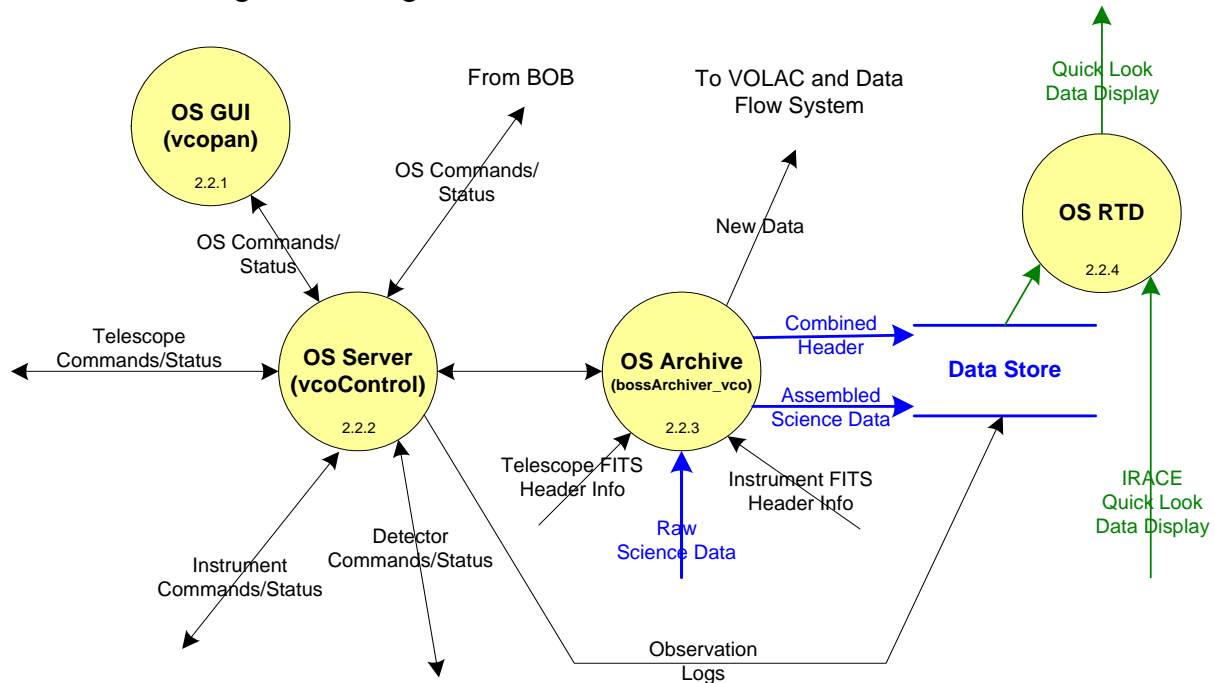 From BOB
To VOLAC and Data
Flow System
Quick Look
Data Display
OS GUI
(vcopan)
2.2.1
OS Commands/
Status
OS Commands/
Status
New Data
OS RTD
2.2.4
Telescope
Commands/Status
OS Server
(vcoControl)
2.2.2
OS Archive
(bossArchiver_vco)
2.2.3
Combined
Header
Data Store
Assembled
Science Data
Telescope FITS
Header Info
Instrument FITS
Header Info
IRACE
Quick Look
Data Display
Raw
Science Data
Detector
Commands/Status
Instrument
Commands/Status
Observation
Logs